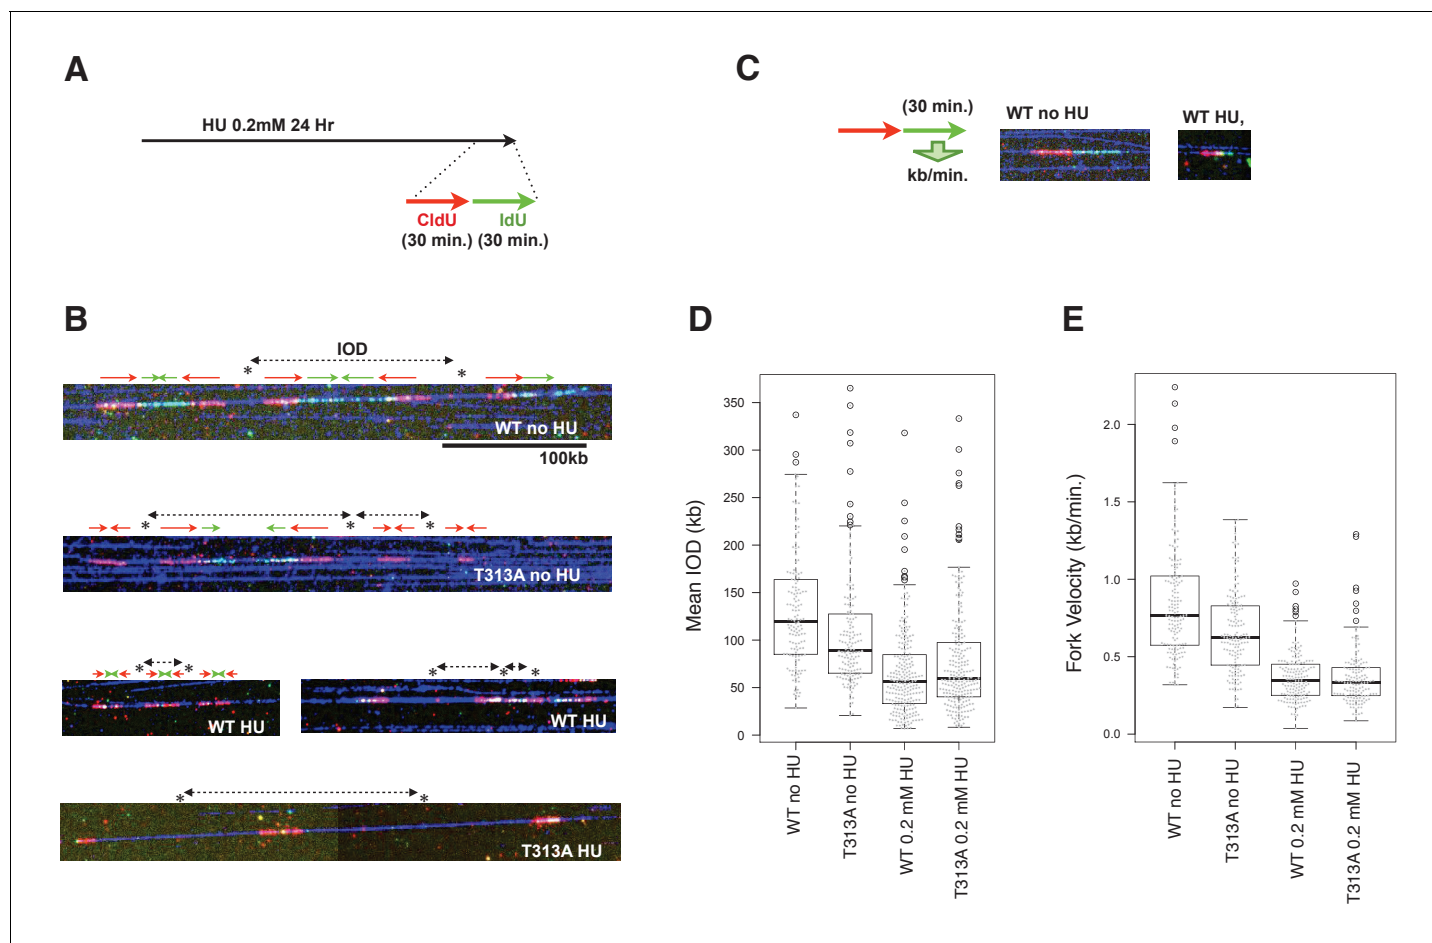 A
HU 0.2mM 24 Hr
CldU
IdU
(30 min.) (30 min.)
B
IOD
*
*
WT no HU
100kb
*
*
*
T313A no HU
*
*
WT HU
*
*
*
WT HU
*
*
T313A HU
C
(30 min.)
kb/min.
WT no HU
WT HU,
D
Mean IOD (kb)
350
300
250
200
150
100
50
0
WT no HU
T313A no HU
WT 0.2 mM HU
T313A 0.2 mM HU
E
Fork Velocity (kb/min.)
2.0
1.5
1.0
0.5
0.0
WT no HU
T313A no HU
WT 0.2 mM HU
T313A 0.2 mM HU